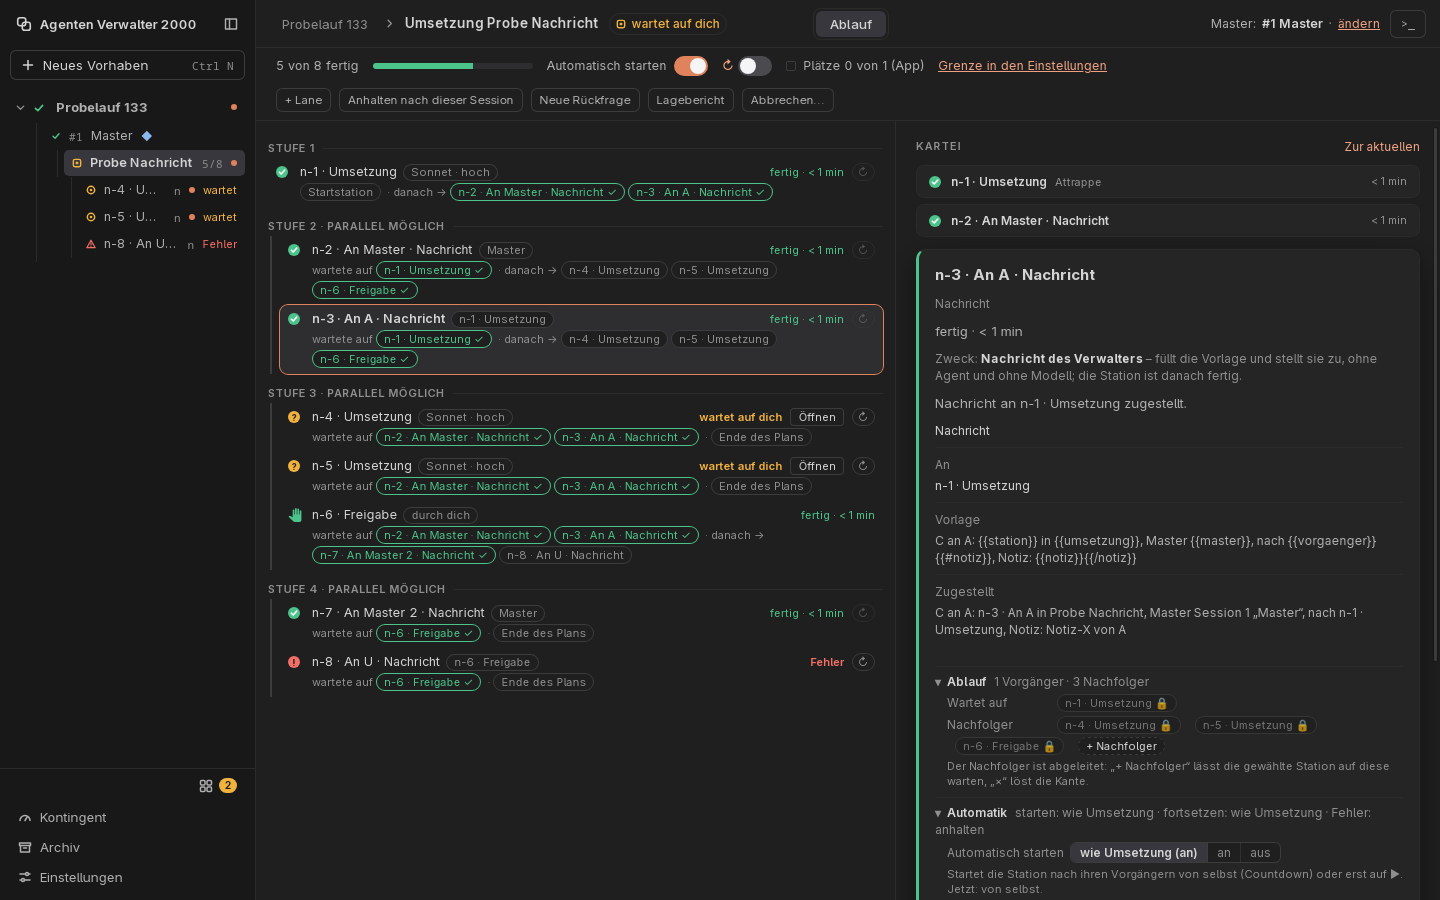 Agenten Verwalter 2000
Neues Vorhaben Ctrl N
Probelauf 133
#1 Master
Probe Nachricht 5/8
n-4 · U... n wartet
n-5 · U... n wartet
n-8 · An U... n Fehler
2
Kontingent
Archiv
Einstellungen
Probelauf 133 > Umsetzung Probe Nachricht wartet auf dich
Ablauf
Master: #1 Master · ändern >_
5 von 8 fertig Automatisch starten Plätze 0 von 1 (App) Grenze in den Einstellungen
+ Lane Anhalten nach dieser Session Neue Rückfrage Lagebericht Abbrechen...
STUFE 1
n-1 · Umsetzung Sonnet · hoch fertig · < 1 min
Startstation · danach → n-2 · An Master · Nachricht ✓ n-3 · An A · Nachricht ✓
STUFE 2 · PARALLEL MÖGLICH
n-2 · An Master · Nachricht Master fertig · < 1 min
wartete auf n-1 · Umsetzung ✓ · danach → n-4 · Umsetzung n-5 · Umsetzung
n-6 · Freigabe ✓
n-3 · An A · Nachricht n-1 · Umsetzung fertig · < 1 min
wartete auf n-1 · Umsetzung ✓ · danach → n-4 · Umsetzung n-5 · Umsetzung
n-6 · Freigabe ✓
STUFE 3 · PARALLEL MÖGLICH
n-4 · Umsetzung Sonnet · hoch wartet auf dich Öffnen
wartete auf n-2 · An Master · Nachricht ✓ n-3 · An A · Nachricht ✓ · Ende des Plans
n-5 · Umsetzung Sonnet · hoch wartet auf dich Öffnen
wartete auf n-2 · An Master · Nachricht ✓ n-3 · An A · Nachricht ✓ · Ende des Plans
n-6 · Freigabe durch dich fertig · < 1 min
wartete auf n-2 · An Master · Nachricht ✓ n-3 · An A · Nachricht ✓ · danach →
n-7 · An Master 2 · Nachricht ✓ n-8 · An U · Nachricht
STUFE 4 · PARALLEL MÖGLICH
n-7 · An Master 2 · Nachricht Master fertig · < 1 min
wartete auf n-6 · Freigabe ✓ · Ende des Plans
n-8 · An U · Nachricht n-6 · Freigabe Fehler
wartete auf n-6 · Freigabe ✓ · Ende des Plans
KARTEI Zur aktuellen
n-1 · Umsetzung Attrappe < 1 min
n-2 · An Master · Nachricht < 1 min
n-3 · An A · Nachricht
Nachricht
fertig · < 1 min
Zweck: Nachricht des Verwalters – füllt die Vorlage und stellt sie zu, ohne
Agent und ohne Modell; die Station ist danach fertig.
Nachricht an n-1 · Umsetzung zugestellt.
Nachricht
An
n-1 · Umsetzung
Vorlage
C an A: {{station}} in {{umsetzung}}, Master {{master}}, nach {{vorgaenger}}
{{#notiz}}, Notiz: {{notiz}}{{/notiz}}
Zugestellt
C an A: n-3 · An A in Probe Nachricht, Master Session 1 „Master“, nach n-1 ·
Umsetzung, Notiz: Notiz-X von A
▾ Ablauf 1 Vorgänger · 3 Nachfolger
Wartet auf n-1 · Umsetzung 🔒
Nachfolger n-4 · Umsetzung 🔒 n-5 · Umsetzung 🔒
n-6 · Freigabe 🔒 + Nachfolger
Der Nachfolger ist abgeleitet: „+ Nachfolger“ lässt die gewählte Station auf diese
warten, „×“ löst die Kante.
▾ Automatik starten: wie Umsetzung · fortsetzen: wie Umsetzung · Fehler:
anhalten
Automatisch starten wie Umsetzung (an) an aus
Startet die Station nach ihren Vorgängern von selbst (Countdown) oder erst auf ▶.
Jetzt: von selbst.